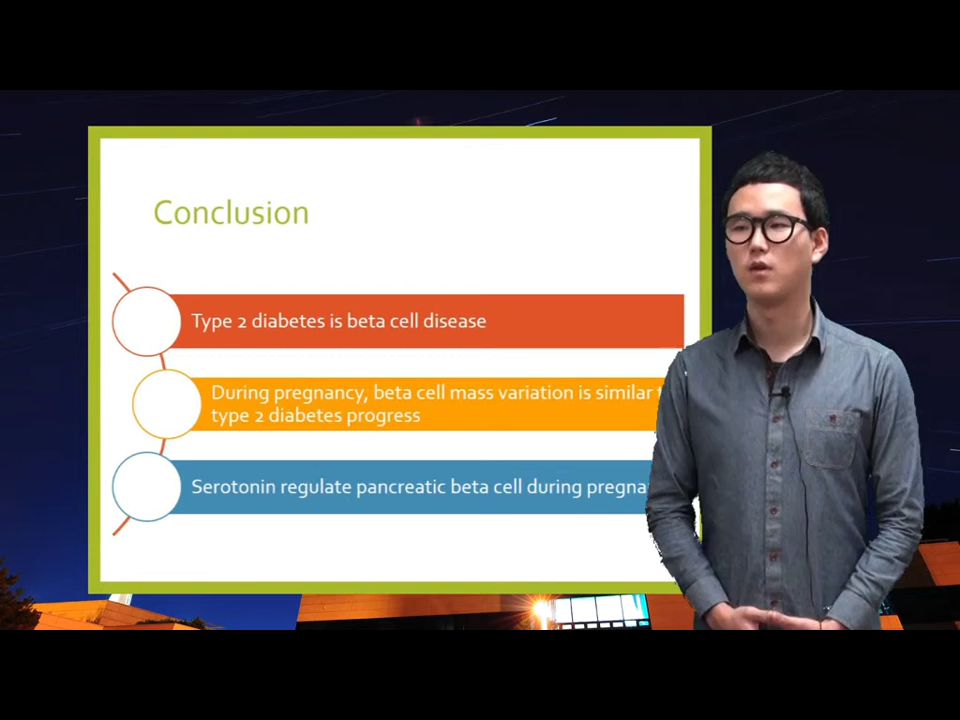 Conclusion
Type 2 diabetes is beta cell disease
During pregnancy, beta cell mass variation is similar
type 2 diabetes progress
Serotonin regulate pancreatic beta cell during